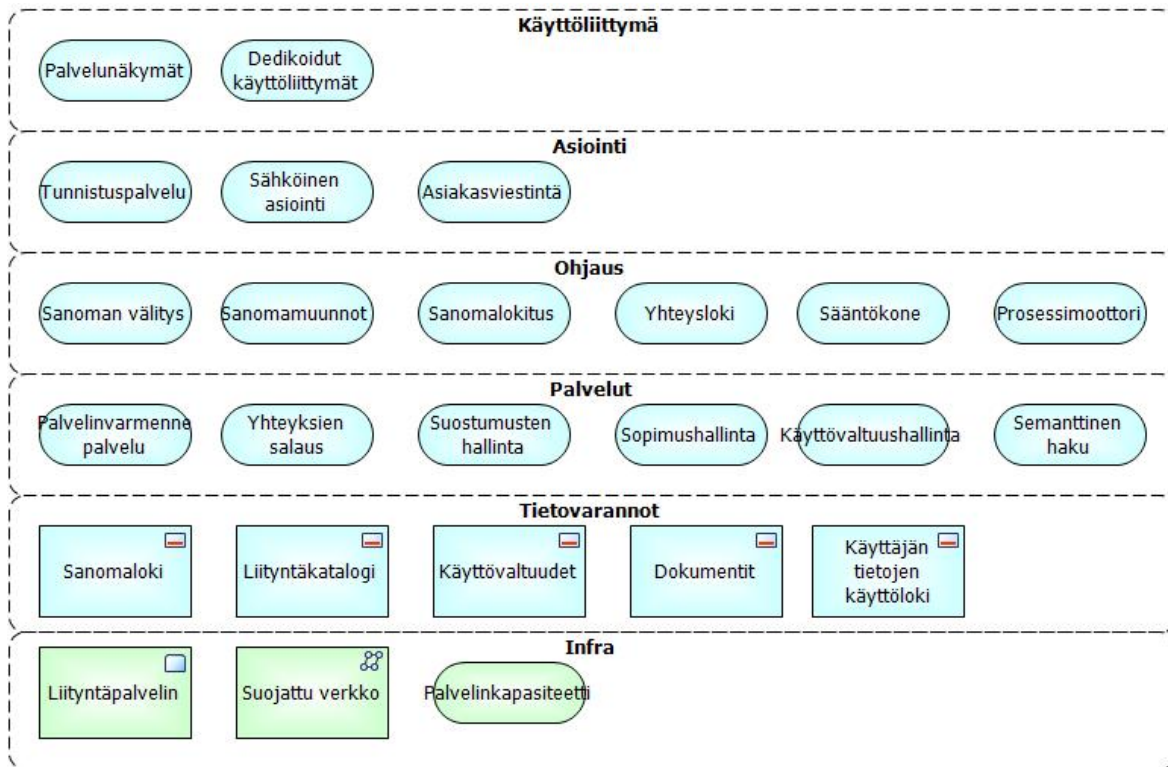 Käyttöliittymä
Palvelunäkymät
Dedikoidut
käyttöliittymät
Asiointi
Tunnistuspalvelu
Sähköinen
asiointi
Asiakasviestintä
Ohjaus
Sanoman välitys
Sanomamuunnot
Sanomalokitus
Yhteysloki
Sääntökone
Prosessimoottori
Palvelut
Palvelinvarmenne
palvelu
Yhteyksien
salaus
Suostumusten
hallinta
Sopimushallinta
Käyttövaltuushallinta
Semanttinen
haku
Tietovarannot
Sanomaloki
Liityntäkatalogi
Käyttövaltuudet
Dokumentit
Käyttäjän
tietojen
käyttöloki
Infra
Liityntäpalvelin
Suojattu verkko
Palvelinkapasiteetti